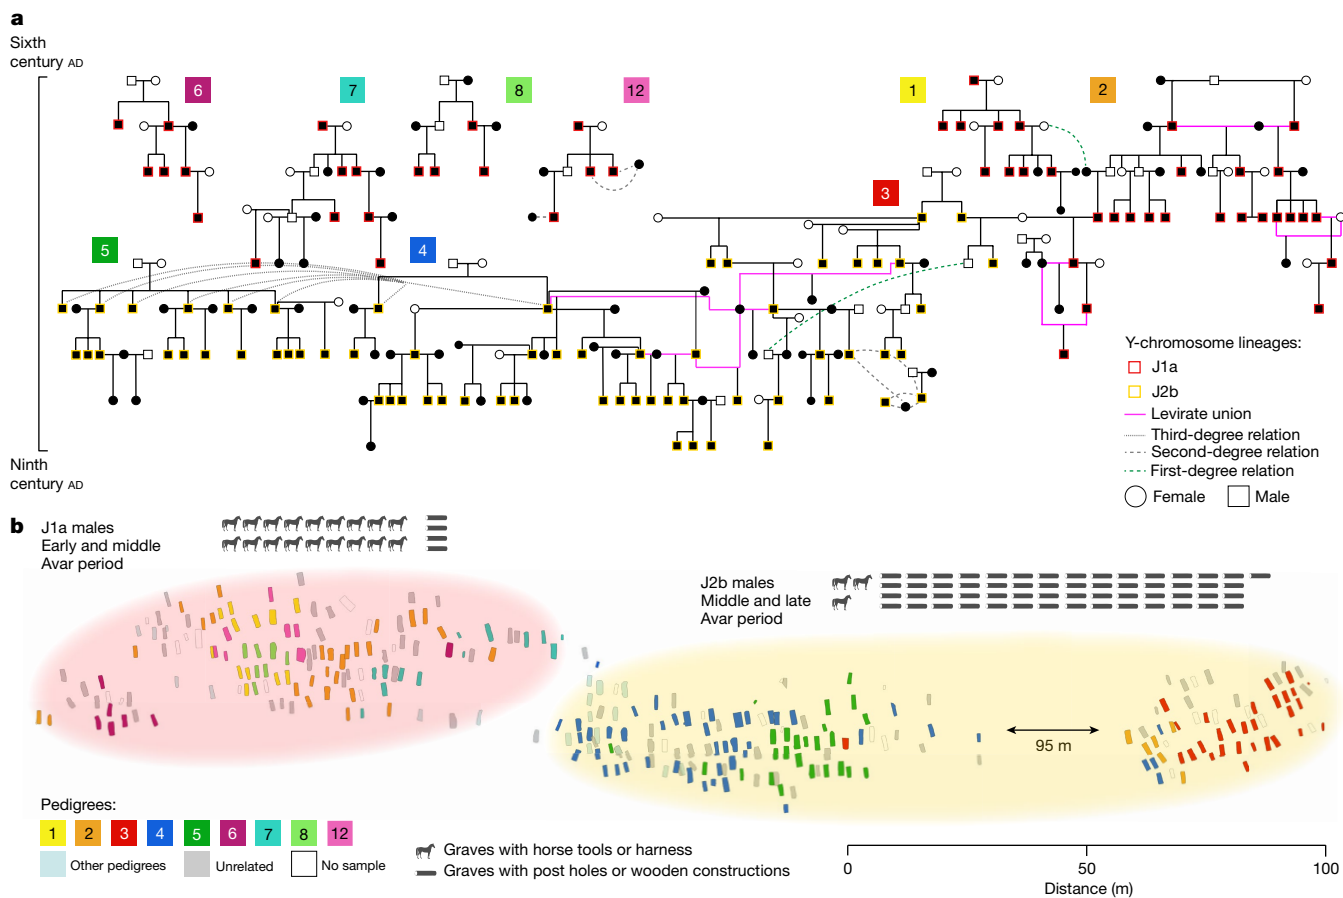 a
Sixth
century AD
6
7
8
12
1
2
3
5
4
Ninth
century AD
Y-chromosome lineages:
J1a
J2b
Levirate union
Third-degree relation
Second-degree relation
First-degree relation
Female
Male
b
J1a males
Early and middle
Avar period
J2b males
Middle and late
Avar period
95 m
Pedigrees:
1 2 3 4 5 6 7 8 12
Other pedigrees
Unrelated
No sample
Graves with horse tools or harness
Graves with post holes or wooden constructions
0 50 100
Distance (m)